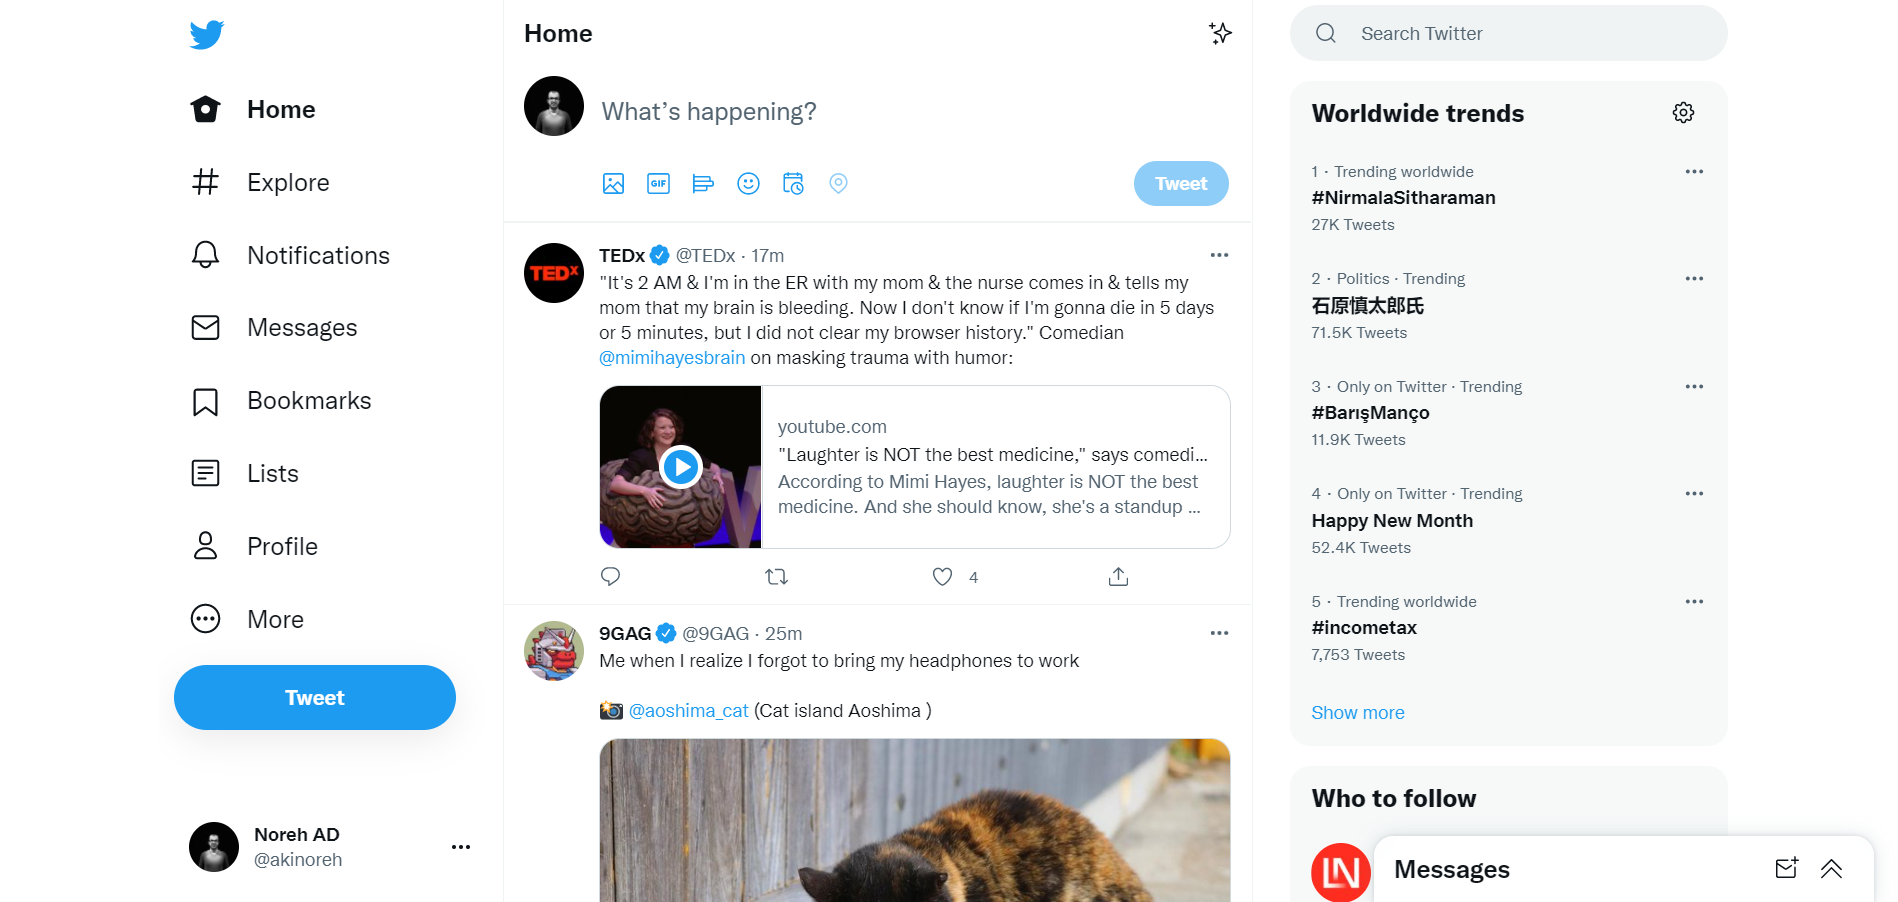 Home
Explore
Notifications
Messages
Bookmarks
Lists
Profile
More
Tweet
Noreh AD
@akinoreh
Home
What’s happening?
GIF
Tweet
TEDx
TEDx @TEDx · 17m
"It's 2 AM & I'm in the ER with my mom & the nurse comes in & tells my
mom that my brain is bleeding. Now I don't know if I'm gonna die in 5 days
or 5 minutes, but I did not clear my browser history." Comedian
@mimihayesbrain on masking trauma with humor:
youtube.com
"Laughter is NOT the best medicine," says comedi...
According to Mimi Hayes, laughter is NOT the best
medicine. And she should know, she's a standup ...
4
9GAG @9GAG · 25m
Me when I realize I forgot to bring my headphones to work
@aoshima_cat (Cat island Aoshima )
Search Twitter
Worldwide trends
1 · Trending worldwide
#NirmalaSitharaman
27K Tweets
2 · Politics · Trending
石原慎太郎氏
71.5K Tweets
3 · Only on Twitter · Trending
#BarışManço
11.9K Tweets
4 · Only on Twitter · Trending
Happy New Month
52.4K Tweets
5 · Trending worldwide
#incometax
7,753 Tweets
Show more
Who to follow
LN
Messages